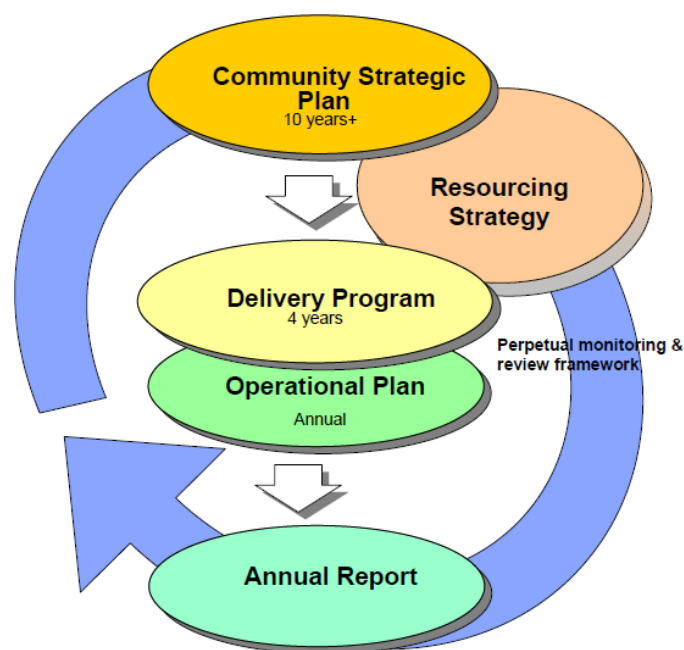 Community Strategic
Plan
10 years+
Resourcing
Strategy
Delivery Program
4 years
Perpetual monitoring &
review framework
Operational Plan
Annual
Annual Report